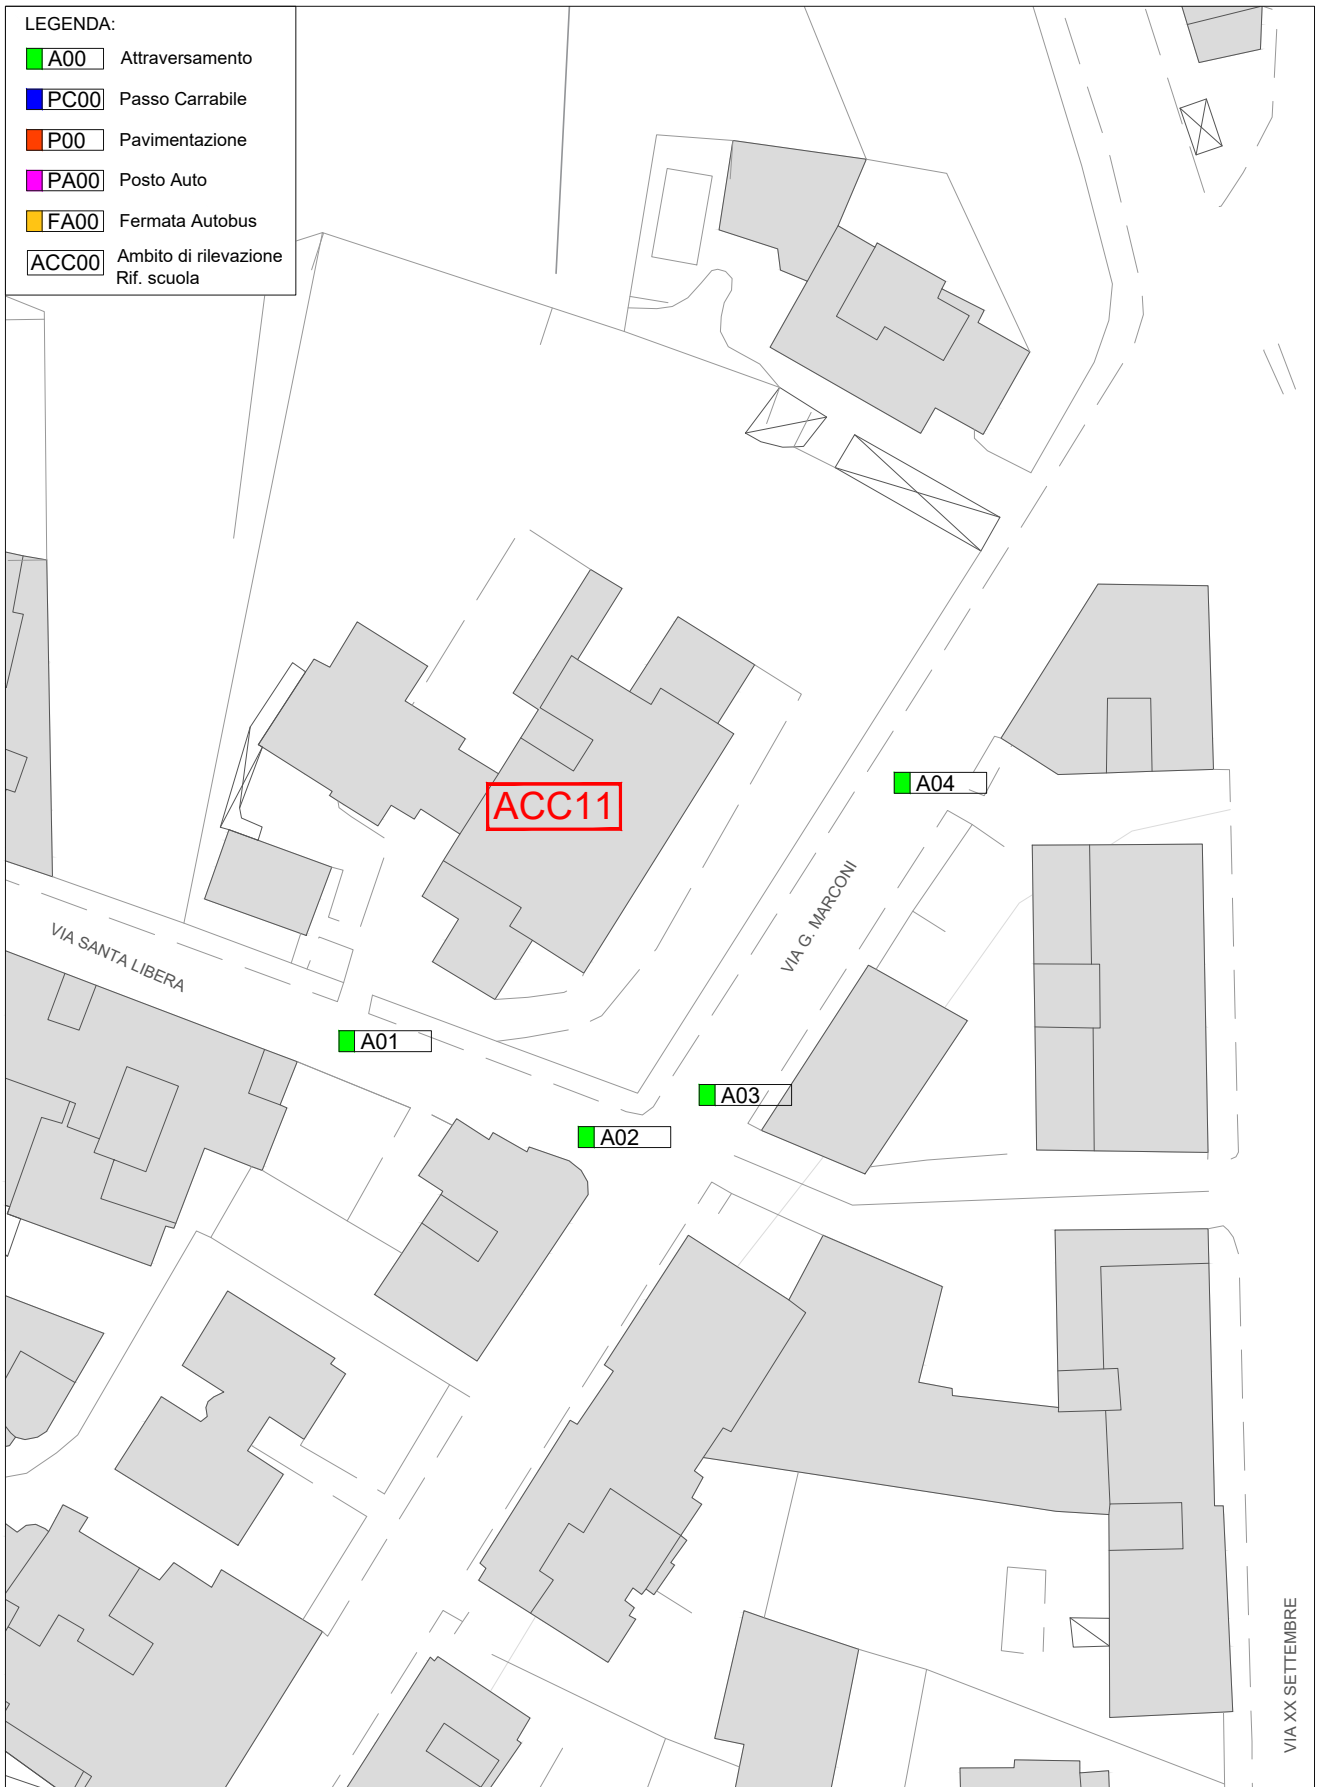 LEGENDA:
A00 Attraversamento
PC00 Passo Carrabile
P00 Pavimentazione
PA00 Posto Auto
FA00 Fermata Autobus
ACC00 Ambito di rilevazione
Rif. scuola
ACC11
A04
VIA G. MARCONI
VIA SANTA LIBERA
A01
A03
A02
VIA XX SETTEMBRE